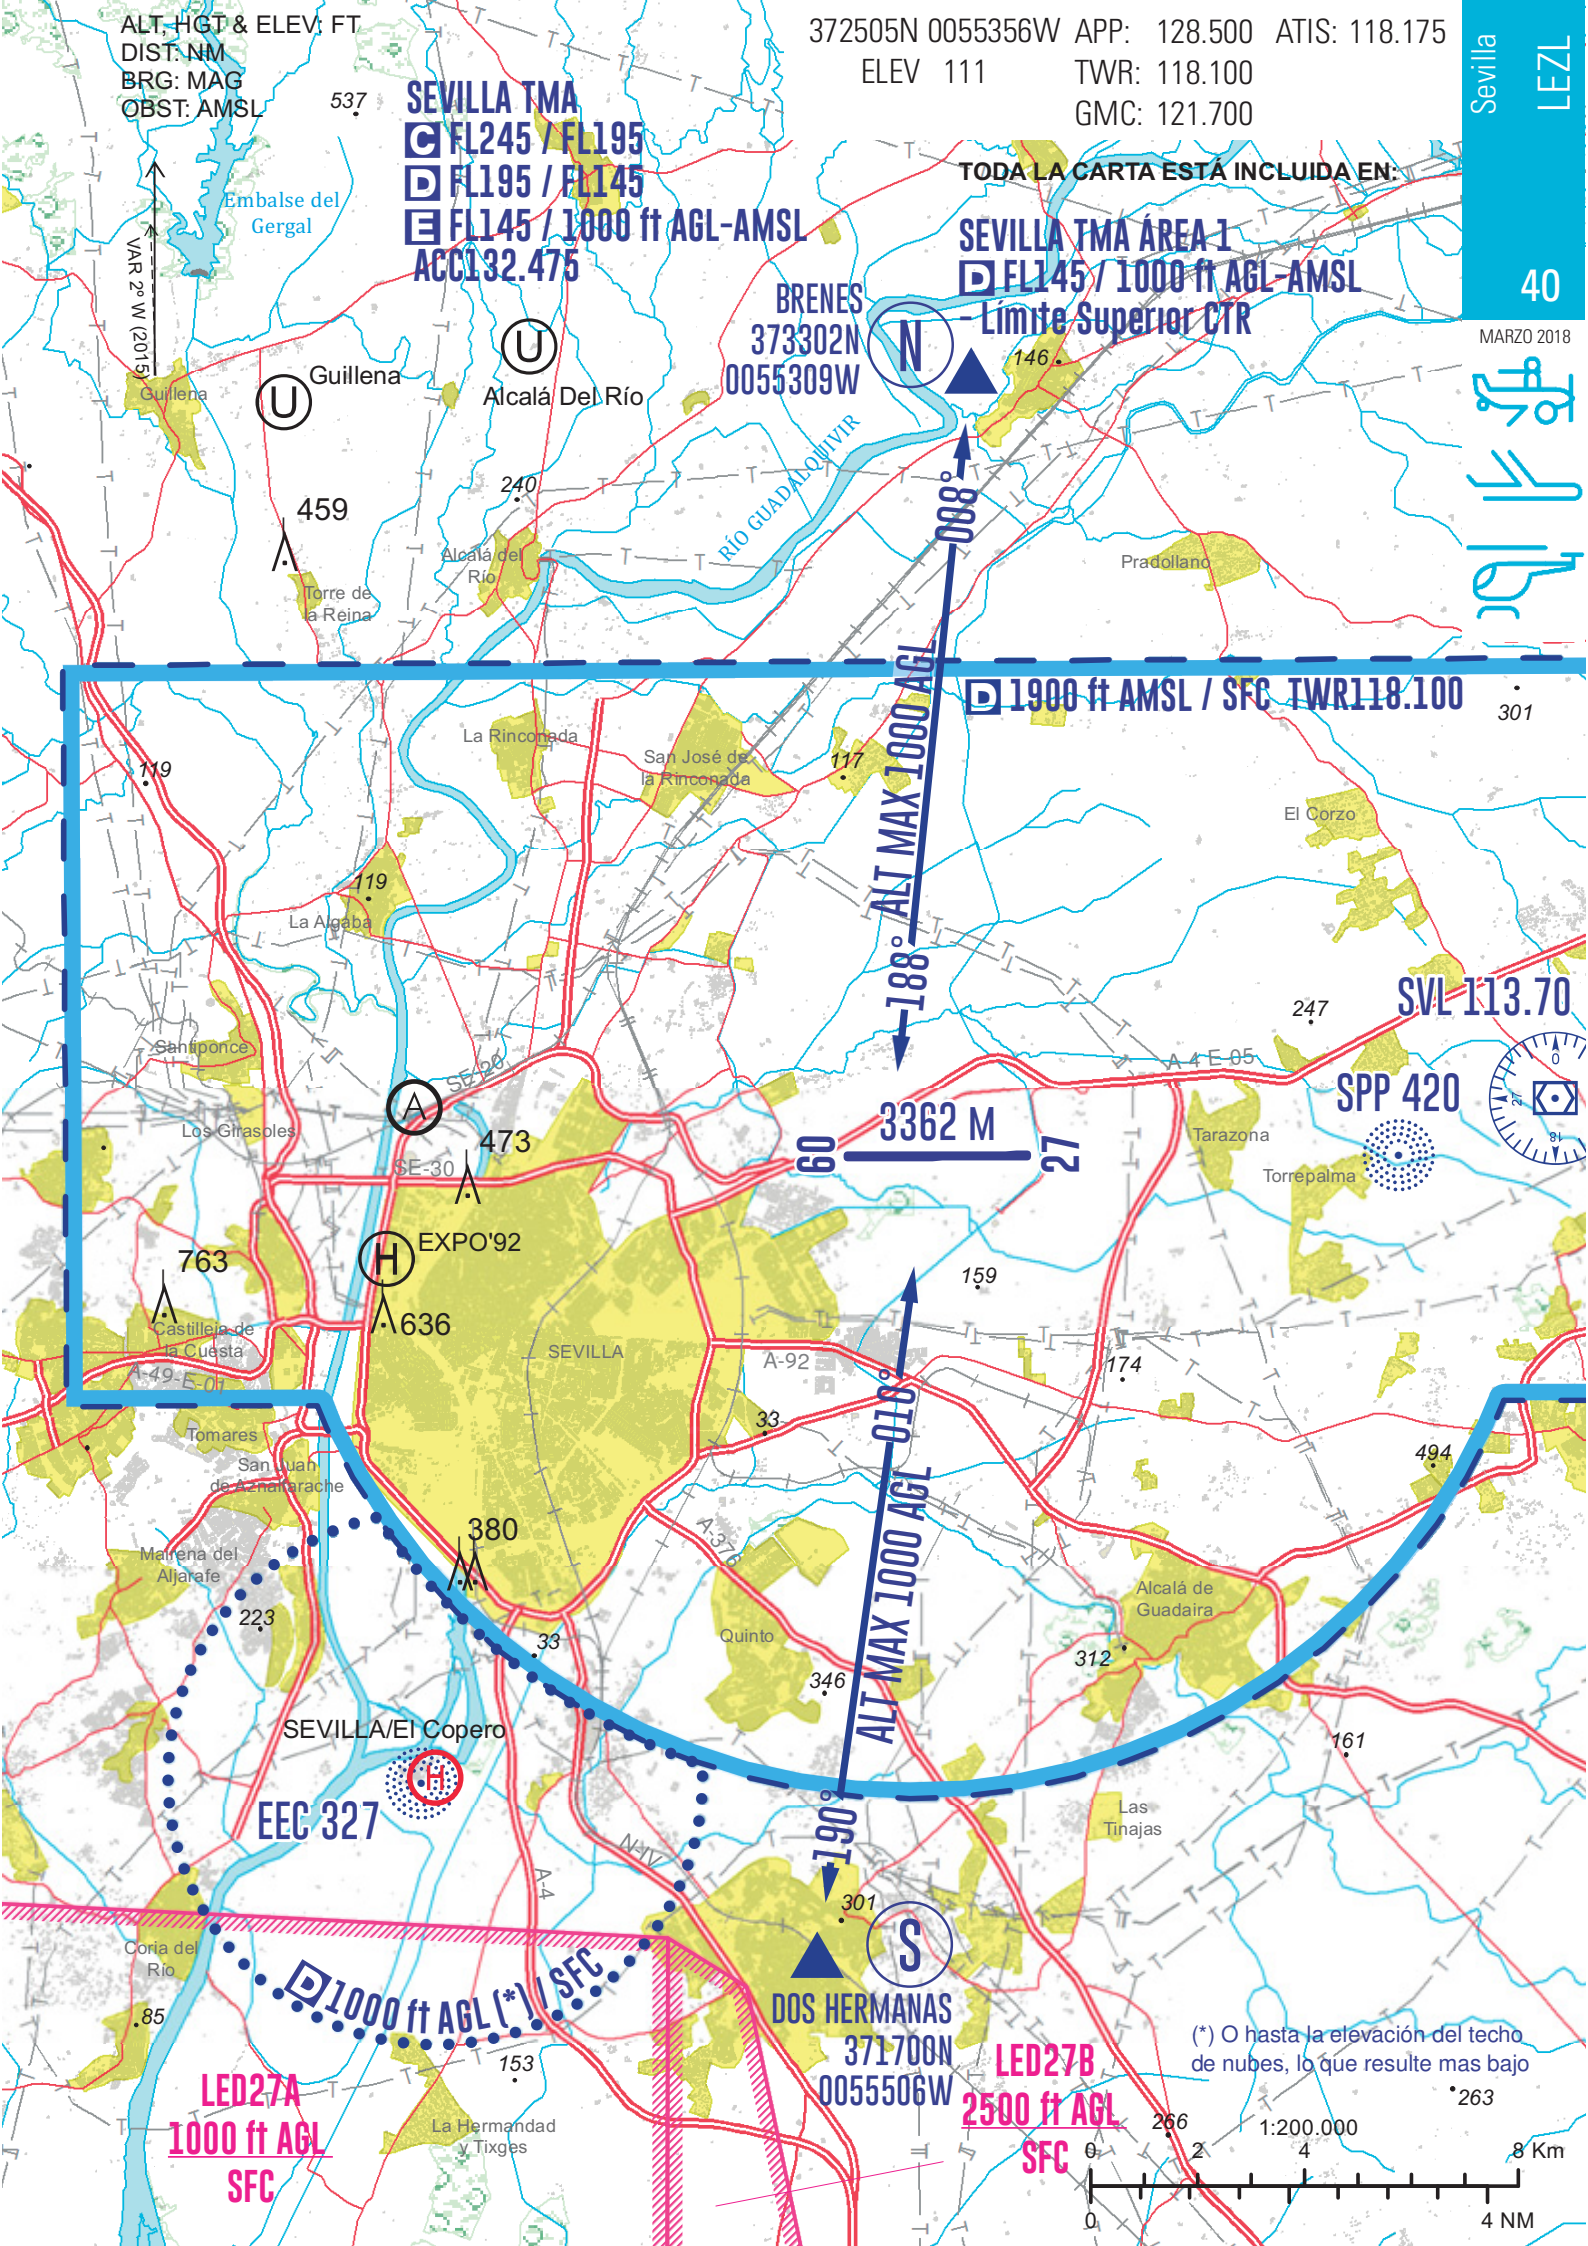 ALT, HGT & ELEV: FT
DIST: NM
BRG: MAG
OBST: AMSL
372505N 0055356W APP: 128.500 ATIS: 118.175
ELEV 111 TWR: 118.100
GMC: 121.700
Sevilla
LEZL
40
MARZO 2018
537
SEVILLA TMA
C FL245 / FL195
D FL195 / FL145
E FL145 / 1000 ft AGL-AMSL
ACC132.475
TODA LA CARTA ESTÁ INCLUIDA EN:
SEVILLA TMA ÁREA 1
D FL145 / 1000 ft AGL-AMSL
- Límite Superior CTR
Embalse del
Gergal
VAR 2º W (2015)
BRENES
373302N
0055309W
N
146
U
Guillena
Guillena
U
Alcalá Del Río
240
459
RÍO GUADALQUIVIR
008°
Alcalá del
Río
Torre de
la Reina
Pradollano
D 1900 ft AMSL / SFC TWR118.100
301
ALT MAX 1000 AGL
188°
La Rinconada
San José de
la Rinconada
117
119
El Corzo
119
La Algaba
247
SVL 113.70
SPP 420
0
27
18
Santiponce
SE-20
A-4 E-05
A
Los Girasoles
473
SE-30
09
3362 M
27
Tarazona
Torrepalma
H
EXPO'92
763
636
159
Castilleja de
la Cuesta
A-49-E-01
SEVILLA
A-92
174
010°
33
494
Tomares
San Juan
de Aznalfarache
380
A-376
ALT MAX 1000 AGL
Mairena del
Aljarafe
223
33
Quinto
Alcalá de
Guadaira
312
346
161
SEVILLA/El Copero
H
EEC 327
Las
Tinajas
190°
N-IV
A-4
301
S
Coria del
Río
D 1000 ft AGL (*) / SFC
DOS HERMANAS
371700N
0055506W
85
153
LED27A
1000 ft AGL
SFC
La Hermandad
y Tixges
LED27B
2500 ft AGL
SFC
(*) O hasta la elevación del techo
de nubes, lo que resulte mas bajo
263
266
1:200.000
0 2 4 8 Km
0 4 NM